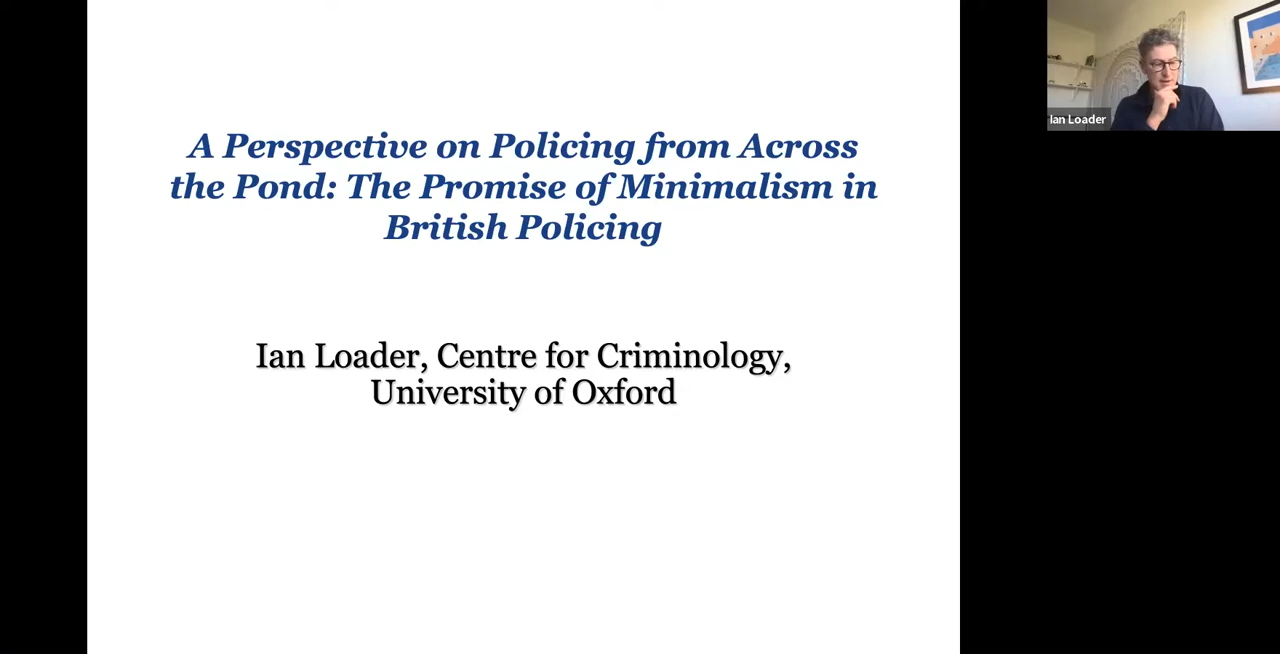 A Perspective on Policing from Across
the Pond: The Promise of Minimalism in
British Policing
Ian Loader, Centre for Criminology,
University of Oxford
Ian Loader